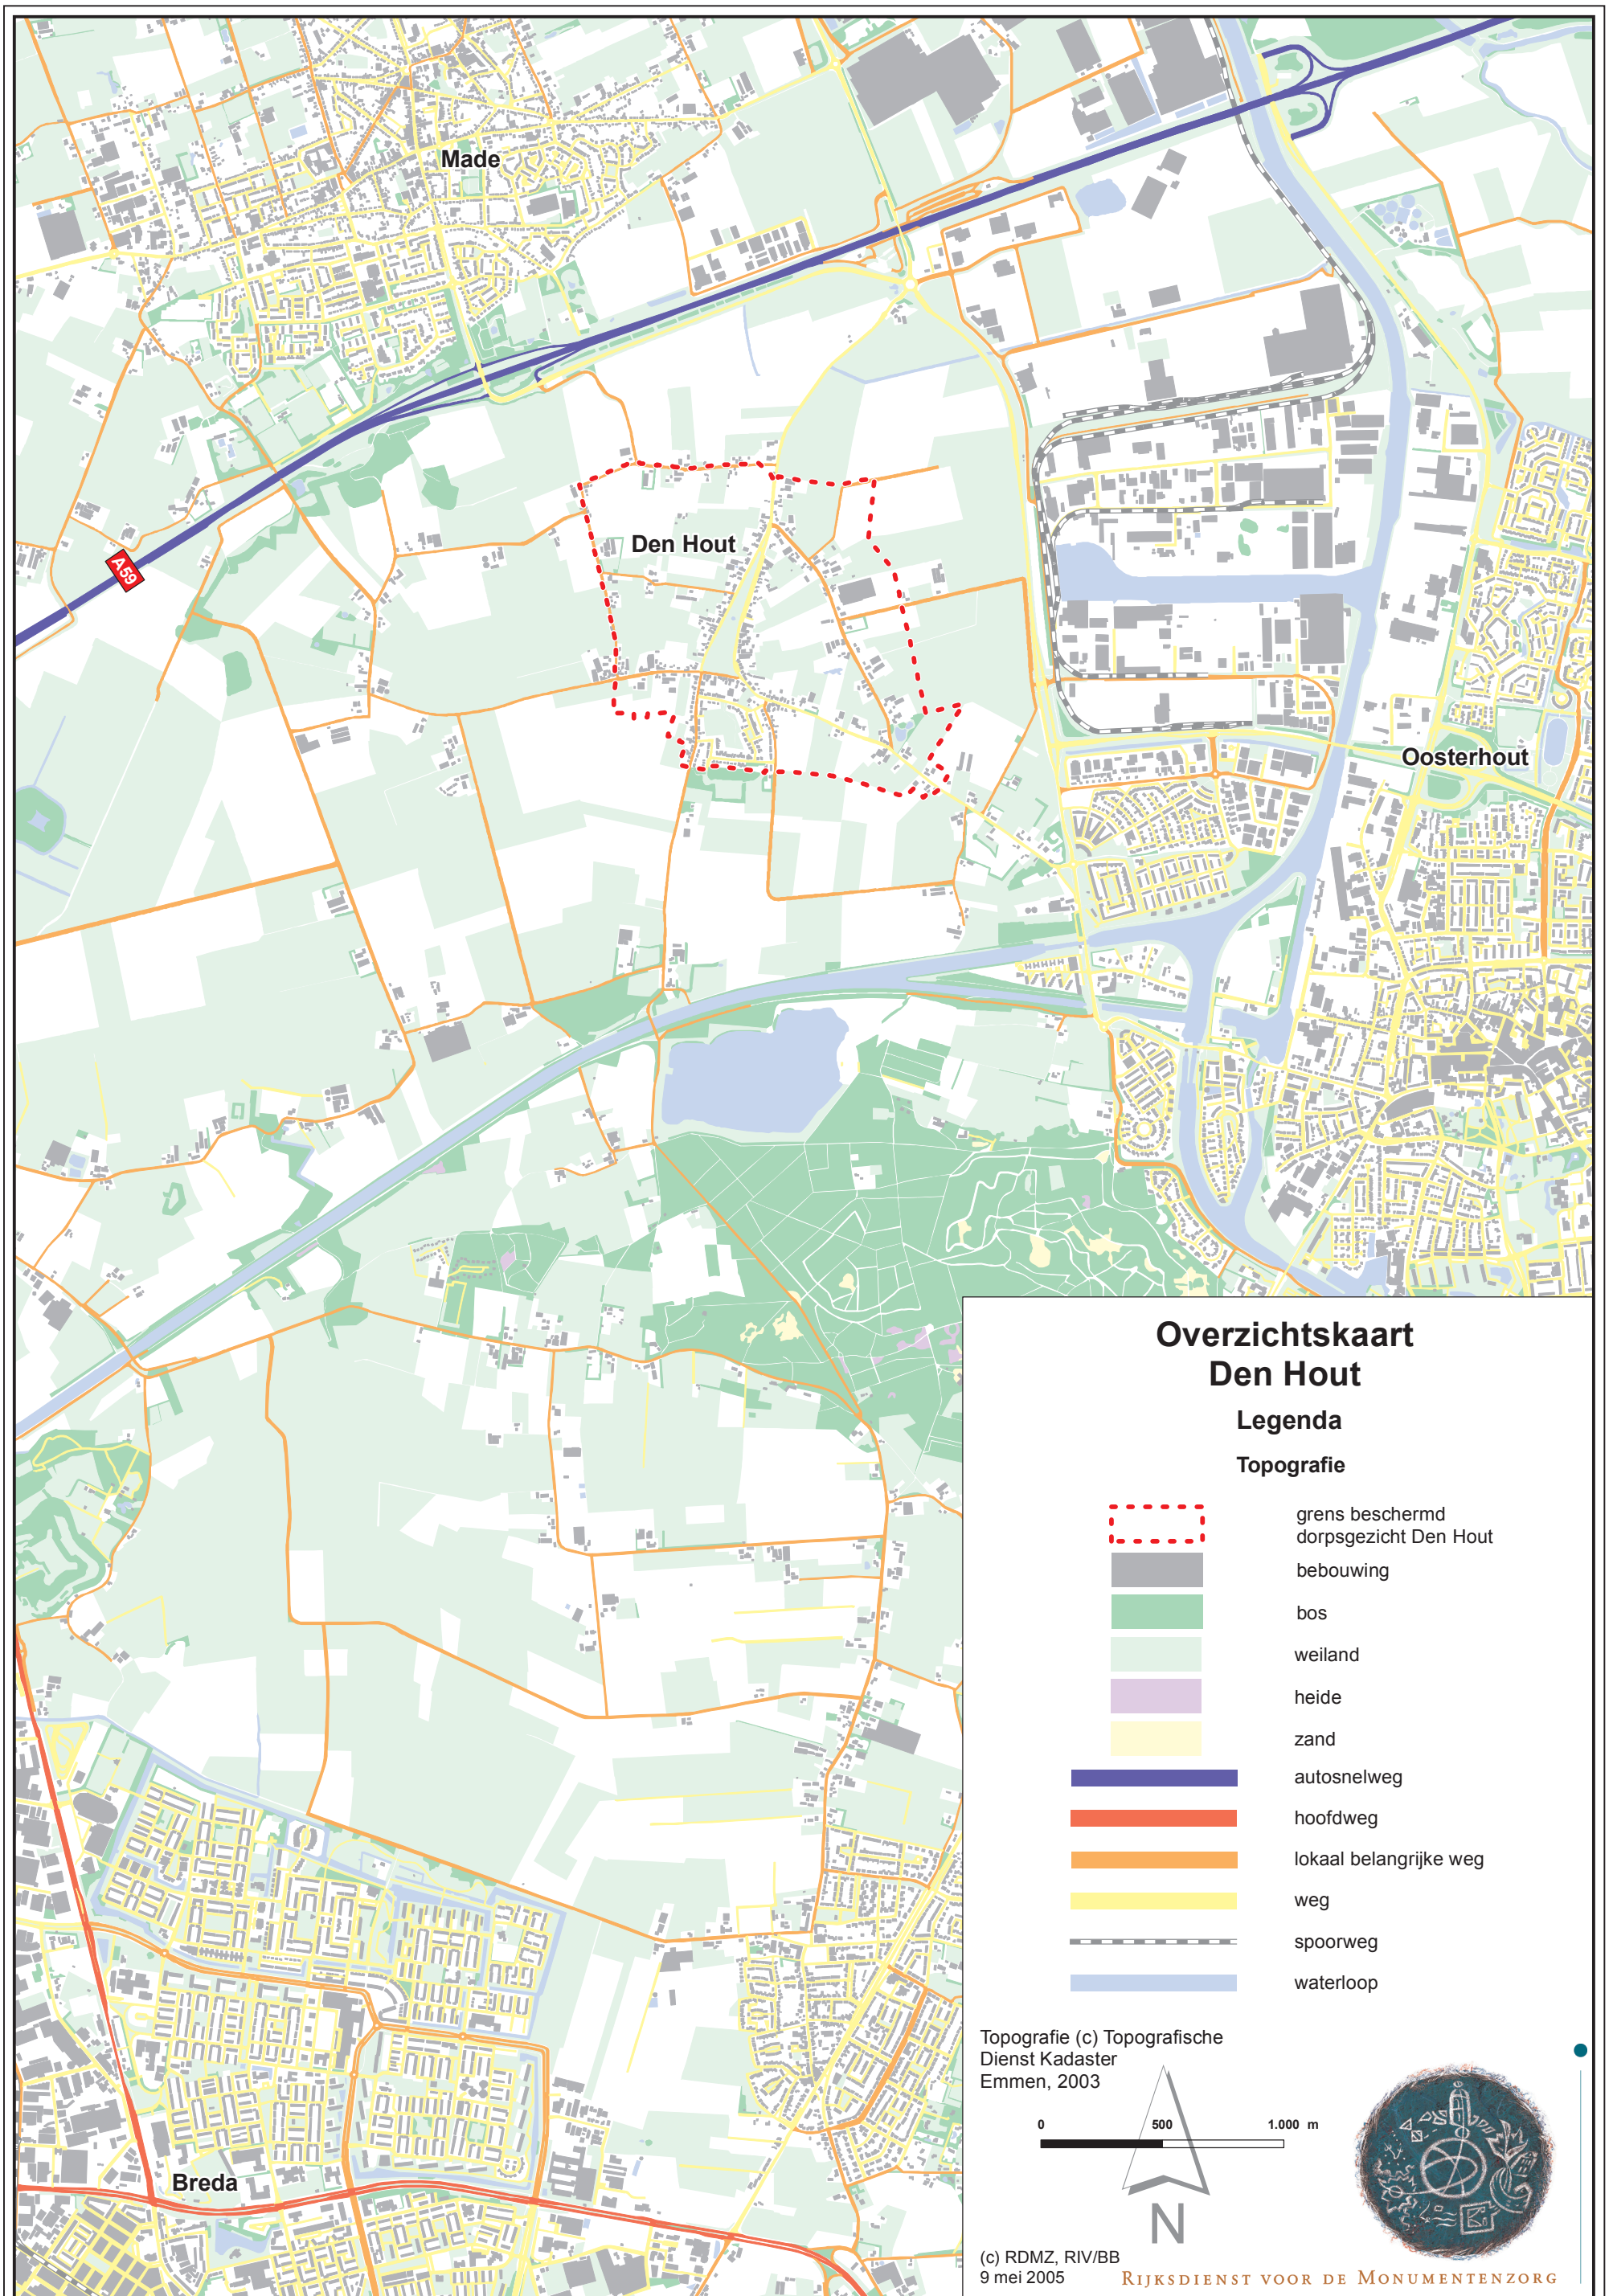 Made
A59
Den Hout
Oosterhout
Breda
Overzichtskaart
Den Hout
Legenda
Topografie
grens beschermd
dorpsgezicht Den Hout
bebouwing
bos
weiland
heide
zand
autosnelweg
hoofdweg
lokaal belangrijke weg
weg
spoorweg
waterloop
Topografie (c) Topografische
Dienst Kadaster
Emmen, 2003
0 500 1.000 m
N
(c) RDMZ, RIV/BB
9 mei 2005
RIJKSDIENST VOOR DE MONUMENTENZORG